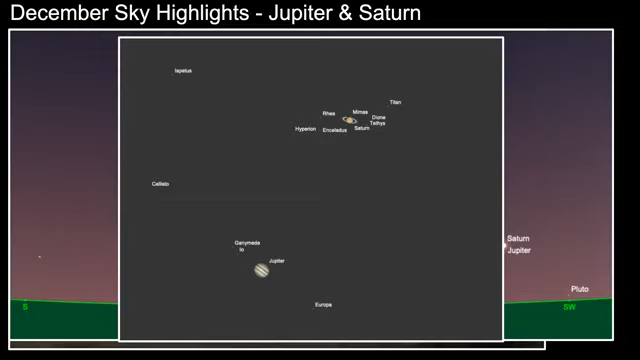 December Sky Highlights - Jupiter & Saturn
Iapetus
Titan
Rhea
Mimas
Dione
Tethys
Hyperion
Enceladus
Saturn
Callisto
Ganymede
Io
Jupiter
Europa
Saturn
Jupiter
Pluto
S
SW